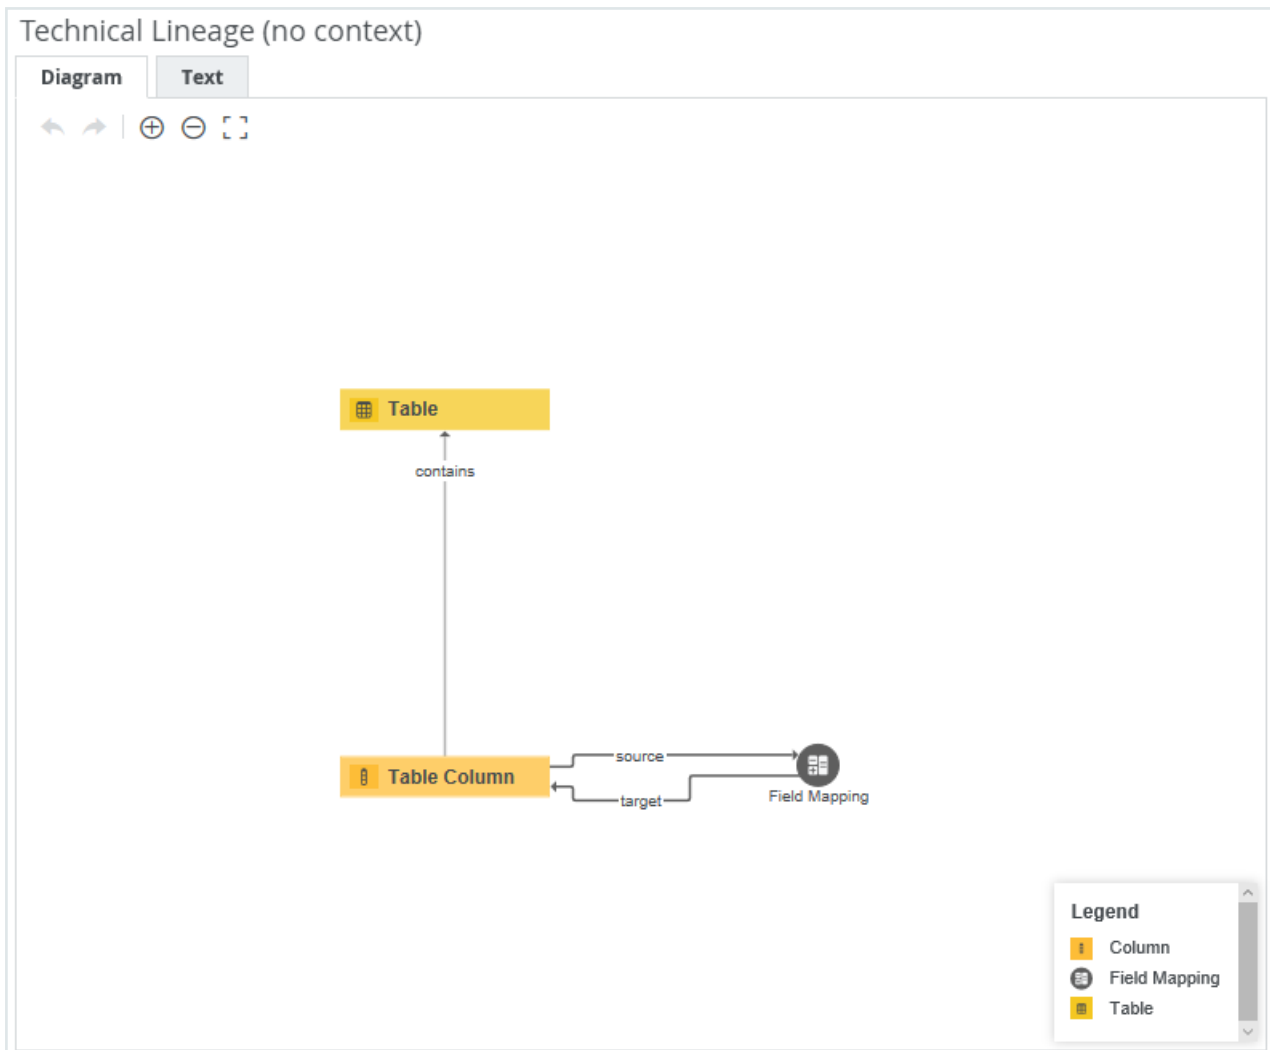 Technical Lineage (no context)
Diagram Text
Table
contains
Table Column
source
target
Field Mapping
Legend
Column
Field Mapping
Table